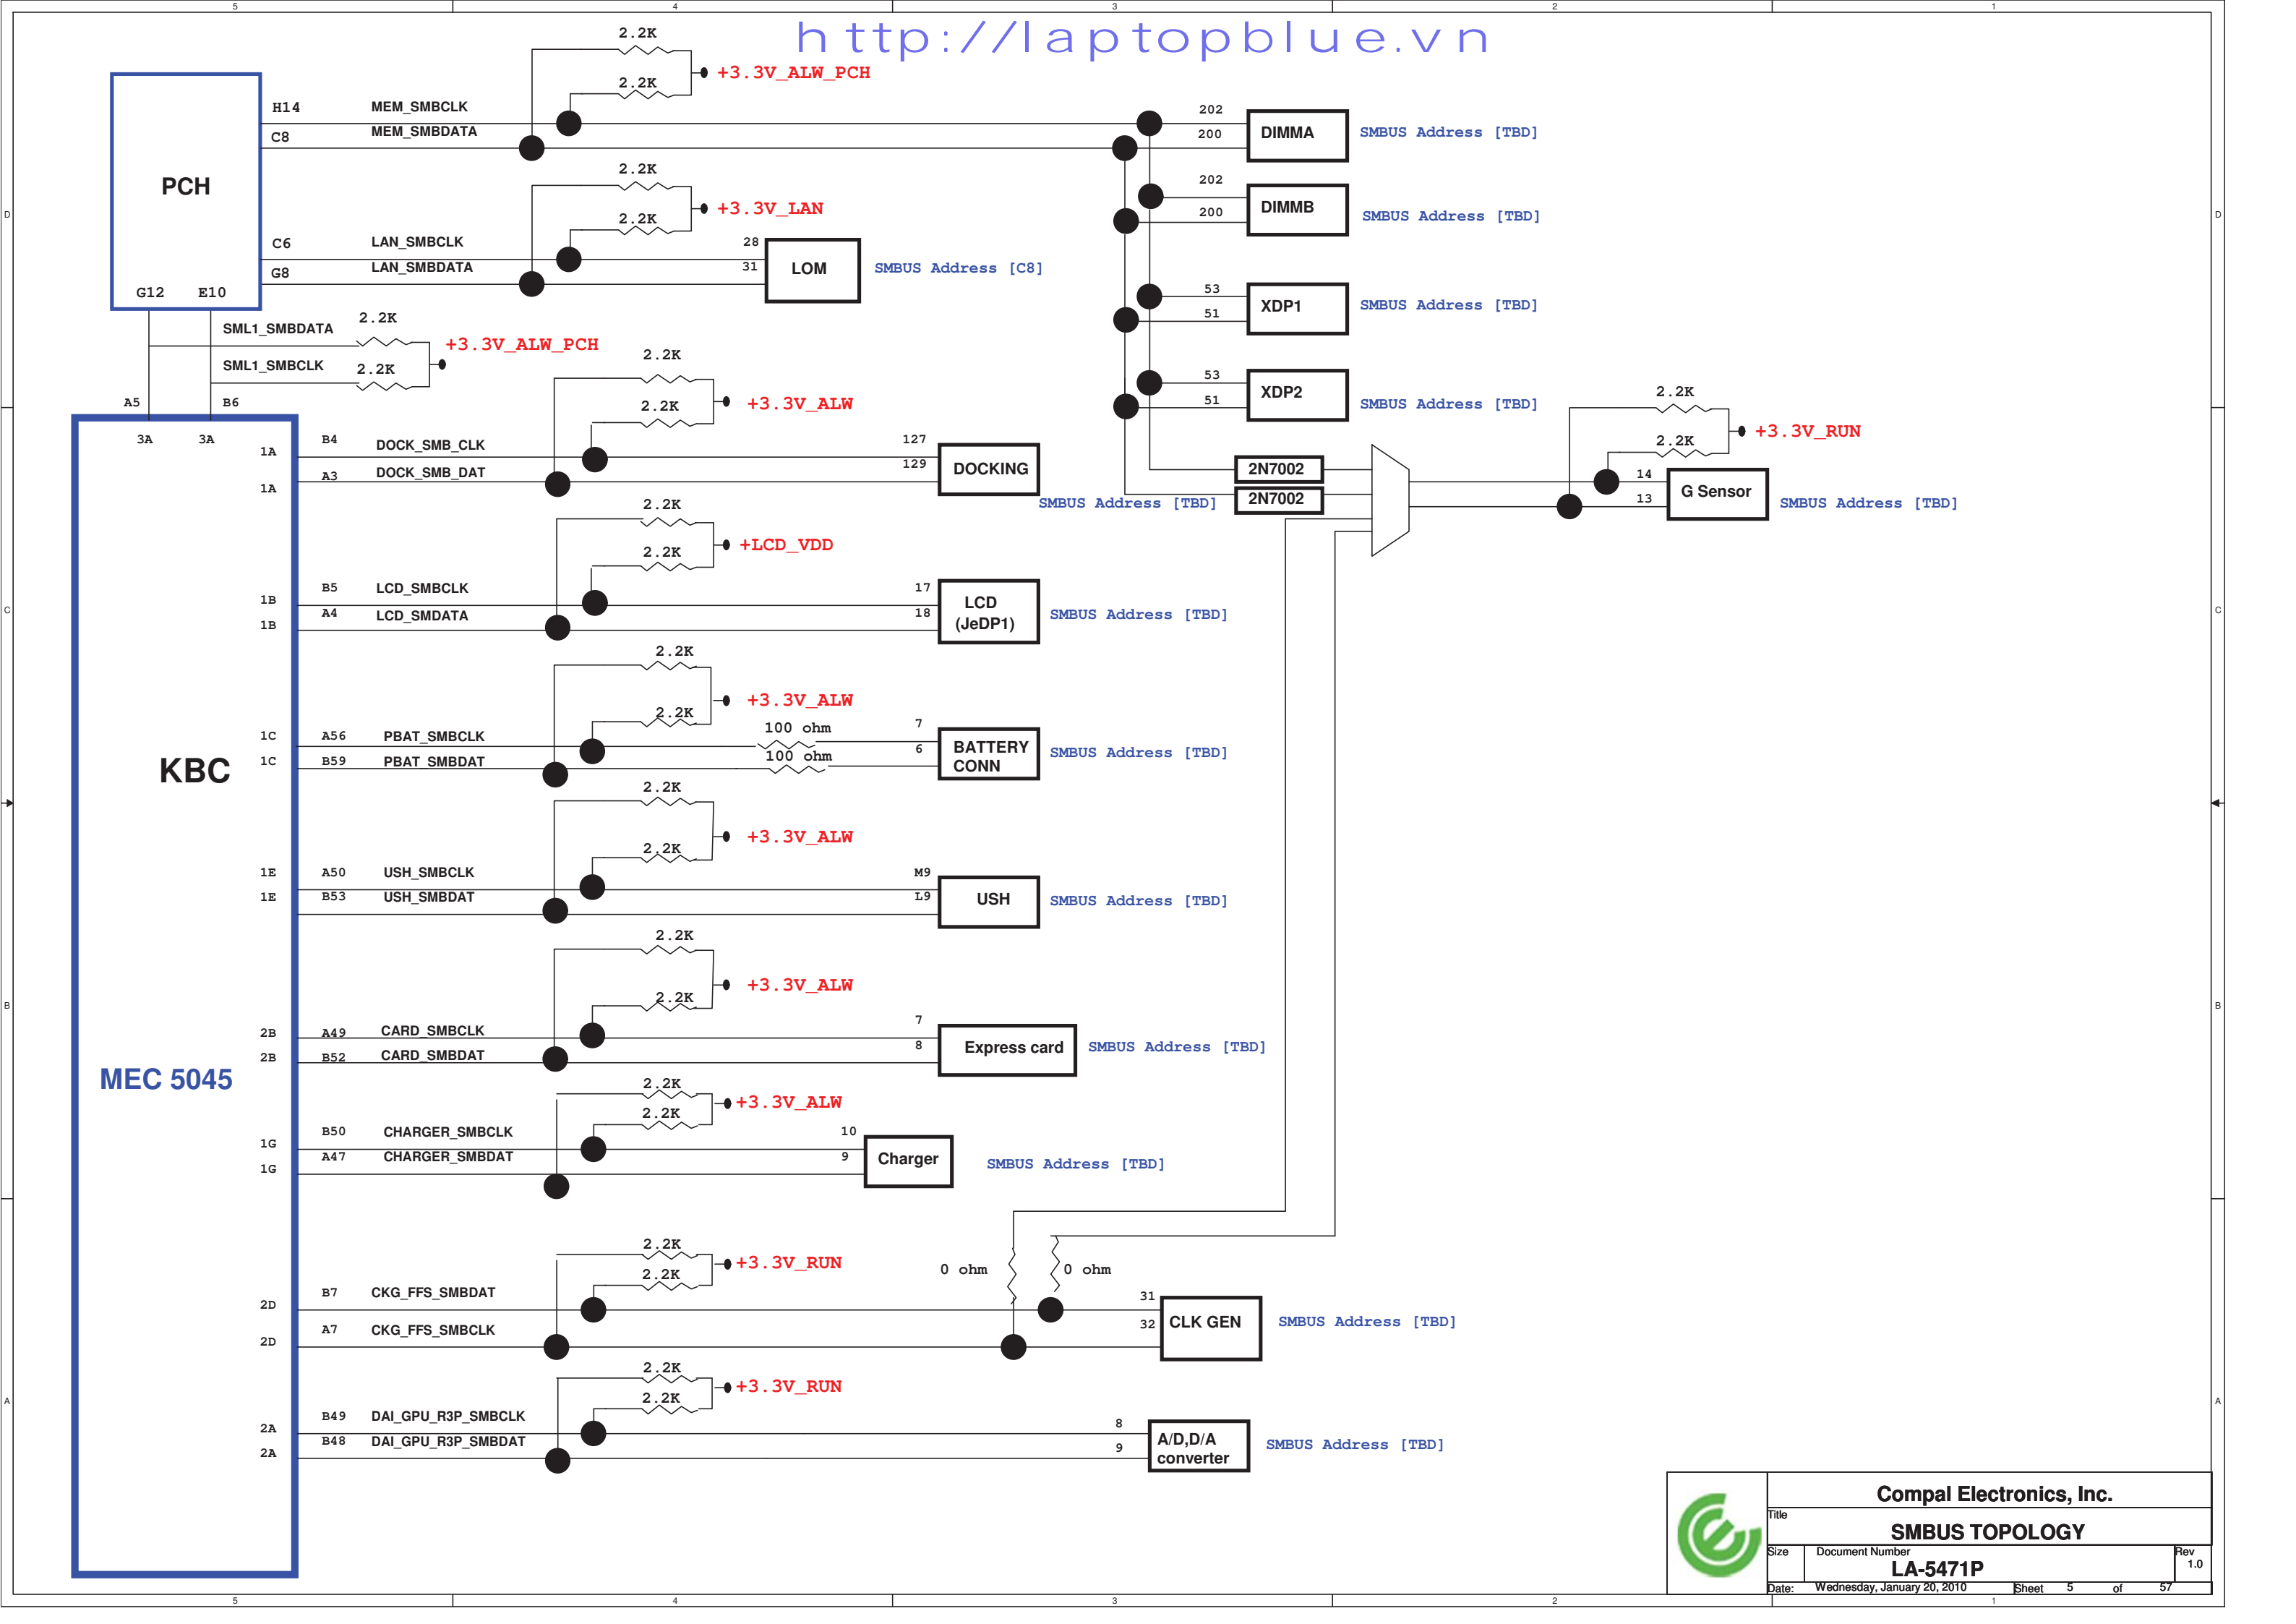 5 4 3 2 1
http://laptopblue.vn
2.2K
2.2K
+3.3V_ALW_PCH
H14 MEM_SMBCLK
C8 MEM_SMBDATA
PCH
202
200
DIMMA
SMBUS Address [TBD]
2.2K
2.2K
+3.3V_LAN
202
200
DIMMB
SMBUS Address [TBD]
D
D
C6 LAN_SMBCLK
G8 LAN_SMBDATA
28
31
LOM
SMBUS Address [C8]
G12 E10
53
51
XDP1
SMBUS Address [TBD]
SML1_SMBDATA
2.2K
+3.3V_ALW_PCH
SML1_SMBCLK
2.2K
A5 B6
3A 3A
2.2K
2.2K
+3.3V_ALW
53
51
XDP2
SMBUS Address [TBD]
2.2K
2.2K
+3.3V_RUN
1A B4 DOCK_SMB_CLK
1A A3 DOCK_SMB_DAT
127
129
DOCKING
SMBUS Address [TBD]
2N7002
2N7002
14
13
G Sensor
SMBUS Address [TBD]
2.2K
2.2K
+LCD_VDD
C
C
1B B5 LCD_SMBCLK
1B A4 LCD_SMDATA
17
18
LCD
(JeDP1)
SMBUS Address [TBD]
2.2K
2.2K
+3.3V_ALW
1C A56 PBAT_SMBCLK
1C B59 PBAT_SMBDAT
100 ohm
100 ohm
7
6
BATTERY
CONN
SMBUS Address [TBD]
KBC
2.2K
2.2K
+3.3V_ALW
1E A50 USH_SMBCLK
1E B53 USH_SMBDAT
M9
L9
USH
SMBUS Address [TBD]
2.2K
2.2K
+3.3V_ALW
B
B
2B A49 CARD_SMBCLK
2B B52 CARD_SMBDAT
7
8
Express card
SMBUS Address [TBD]
MEC 5045
2.2K
2.2K
+3.3V_ALW
1G B50 CHARGER_SMBCLK
1G A47 CHARGER_SMBDAT
10
9
Charger
SMBUS Address [TBD]
2.2K
2.2K
+3.3V_RUN
0 ohm
0 ohm
2D B7 CKG_FFS_SMBDAT
2D A7 CKG_FFS_SMBCLK
31
32
CLK GEN
SMBUS Address [TBD]
2.2K
2.2K
+3.3V_RUN
A
A
2A B49 DAI_GPU_R3P_SMBCLK
2A B48 DAI_GPU_R3P_SMBDAT
8
9
A/D,D/A
converter
SMBUS Address [TBD]
Compal Electronics, Inc.
Title
SMBUS TOPOLOGY
Size Document Number Rev
LA-5471P 1.0
Date: Wednesday, January 20, 2010 Sheet 5 of 57
5 4 3 2 1